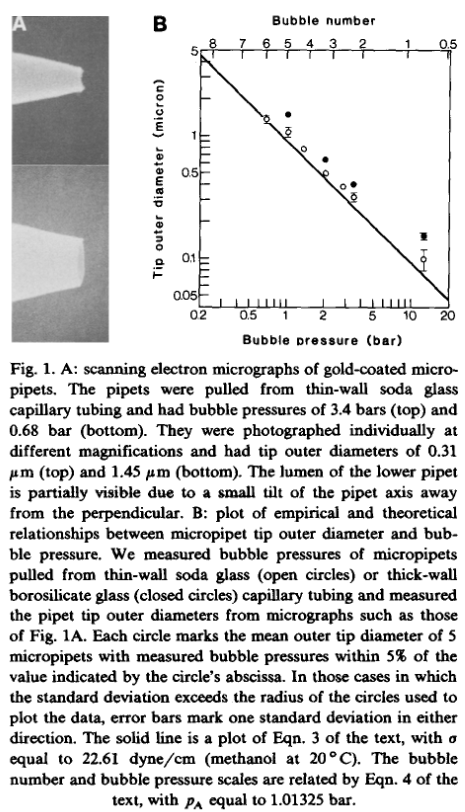 A
B
Bubble number
8 7 6 5 4 3 2 1 0.5
Tip outer diameter (micron)
5
1
0.5
0.1
0.05
0.2 0.5 1 2 5 10 20
Bubble pressure (bar)
Fig. 1. A: scanning electron micrographs of gold-coated micro-
pipets. The pipets were pulled from thin-wall soda glass
capillary tubing and had bubble pressures of 3.4 bars (top) and
0.68 bar (bottom). They were photographed individually at
different magnifications and had tip outer diameters of 0.31
μm (top) and 1.45 μm (bottom). The lumen of the lower pipet
is partially visible due to a small tilt of the pipet axis away
from the perpendicular. B: plot of empirical and theoretical
relationships between micropipet tip outer diameter and bub-
ble pressure. We measured bubble pressures of micropipets
pulled from thin-wall soda glass (open circles) or thick-wall
borosilicate glass (closed circles) capillary tubing and measured
the pipet tip outer diameters from micrographs such as those
of Fig. 1A. Each circle marks the mean outer tip diameter of 5
micropipets with measured bubble pressures within 5% of the
value indicated by the circle's abscissa. In those cases in which
the standard deviation exceeds the radius of the circles used to
plot the data, error bars mark one standard deviation in either
direction. The solid line is a plot of Eqn. 3 of the text, with σ
equal to 22.61 dyne/cm (methanol at 20°C). The bubble
number and bubble pressure scales are related by Eqn. 4 of the
text, with pA equal to 1.01325 bar.